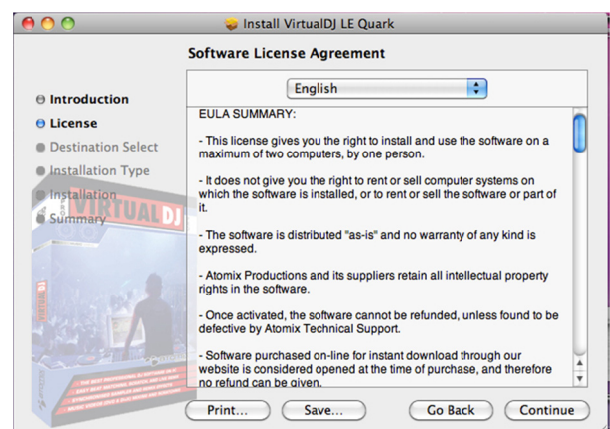 Install VirtualDJ LE Quark
Software License Agreement
English
Introduction
License
Destination Select
Installation Type
Installation
Summary
EULA SUMMARY:
- This license gives you the right to install and use the software on a
maximum of two computers, by one person.
- It does not give you the right to rent or sell computer systems on
which the software is installed, or to rent or sell the software or part of
it.
- The software is distributed "as-is" and no warranty of any kind is
expressed.
- Atomix Productions and its suppliers retain all intellectual property
rights in the software.
- Once activated, the software cannot be refunded, unless found to be
defective by Atomix Technical Support.
- Software purchased on-line for instant download through our
website is considered opened at the time of purchase, and therefore
no refund can be given.
VIRTUAL DJ
Print...
Save...
Go Back
Continue